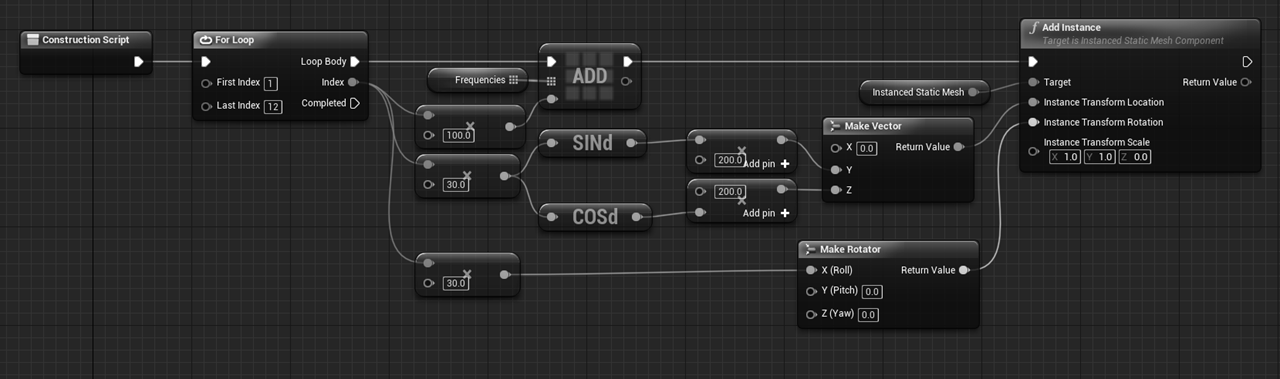 Construction Script
For Loop
Loop Body
First Index 1
Index
Last Index 12
Completed
Frequencies
ADD
100.0
30.0
SINd
COSd
30.0
200.0
Add pin
200.0
Add pin
Instanced Static Mesh
Make Vector
X 0.0
Return Value
Y
Z
Make Rotator
X (Roll)
Return Value
Y (Pitch) 0.0
Z (Yaw) 0.0
Add Instance
Target is Instanced Static Mesh Component
Target
Return Value
Instance Transform Location
Instance Transform Rotation
Instance Transform Scale
X 1.0 Y 1.0 Z 0.0